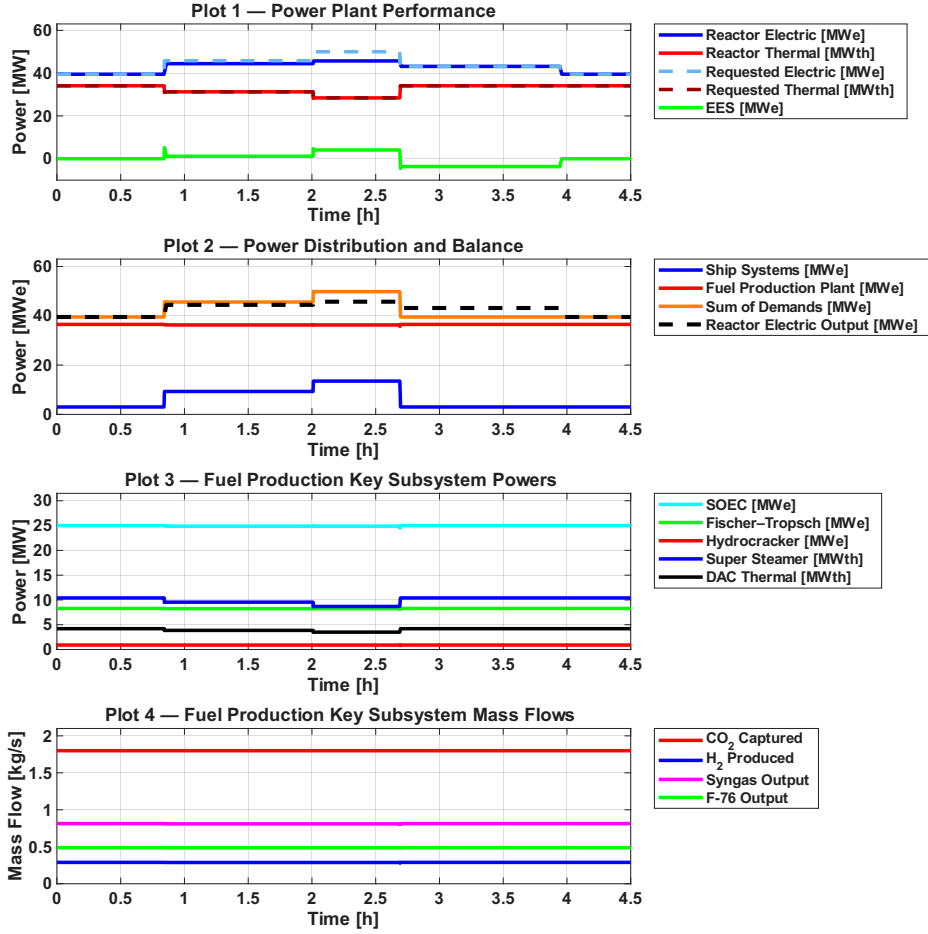 Plot 1 — Power Plant Performance
Power [MW]
60
40
20
0
0 0.5 1 1.5 2 2.5 3 3.5 4 4.5
Time [h]
Reactor Electric [MWe]
Reactor Thermal [MWth]
Requested Electric [MWe]
Requested Thermal [MWth]
EES [MWe]
Plot 2 — Power Distribution and Balance
Power [MWe]
60
40
20
0
0 0.5 1 1.5 2 2.5 3 3.5 4 4.5
Time [h]
Ship Systems [MWe]
Fuel Production Plant [MWe]
Sum of Demands [MWe]
Reactor Electric Output [MWe]
Plot 3 — Fuel Production Key Subsystem Powers
Power [MW]
30
25
20
15
10
5
0
0 0.5 1 1.5 2 2.5 3 3.5 4 4.5
Time [h]
SOEC [MWe]
Fischer–Tropsch [MWe]
Hydrocracker [MWe]
Super Steamer [MWth]
DAC Thermal [MWth]
Plot 4 — Fuel Production Key Subsystem Mass Flows
Mass Flow [kg/s]
2
1.5
1
0.5
0
0 0.5 1 1.5 2 2.5 3 3.5 4 4.5
Time [h]
CO₂ Captured
H₂ Produced
Syngas Output
F-76 Output